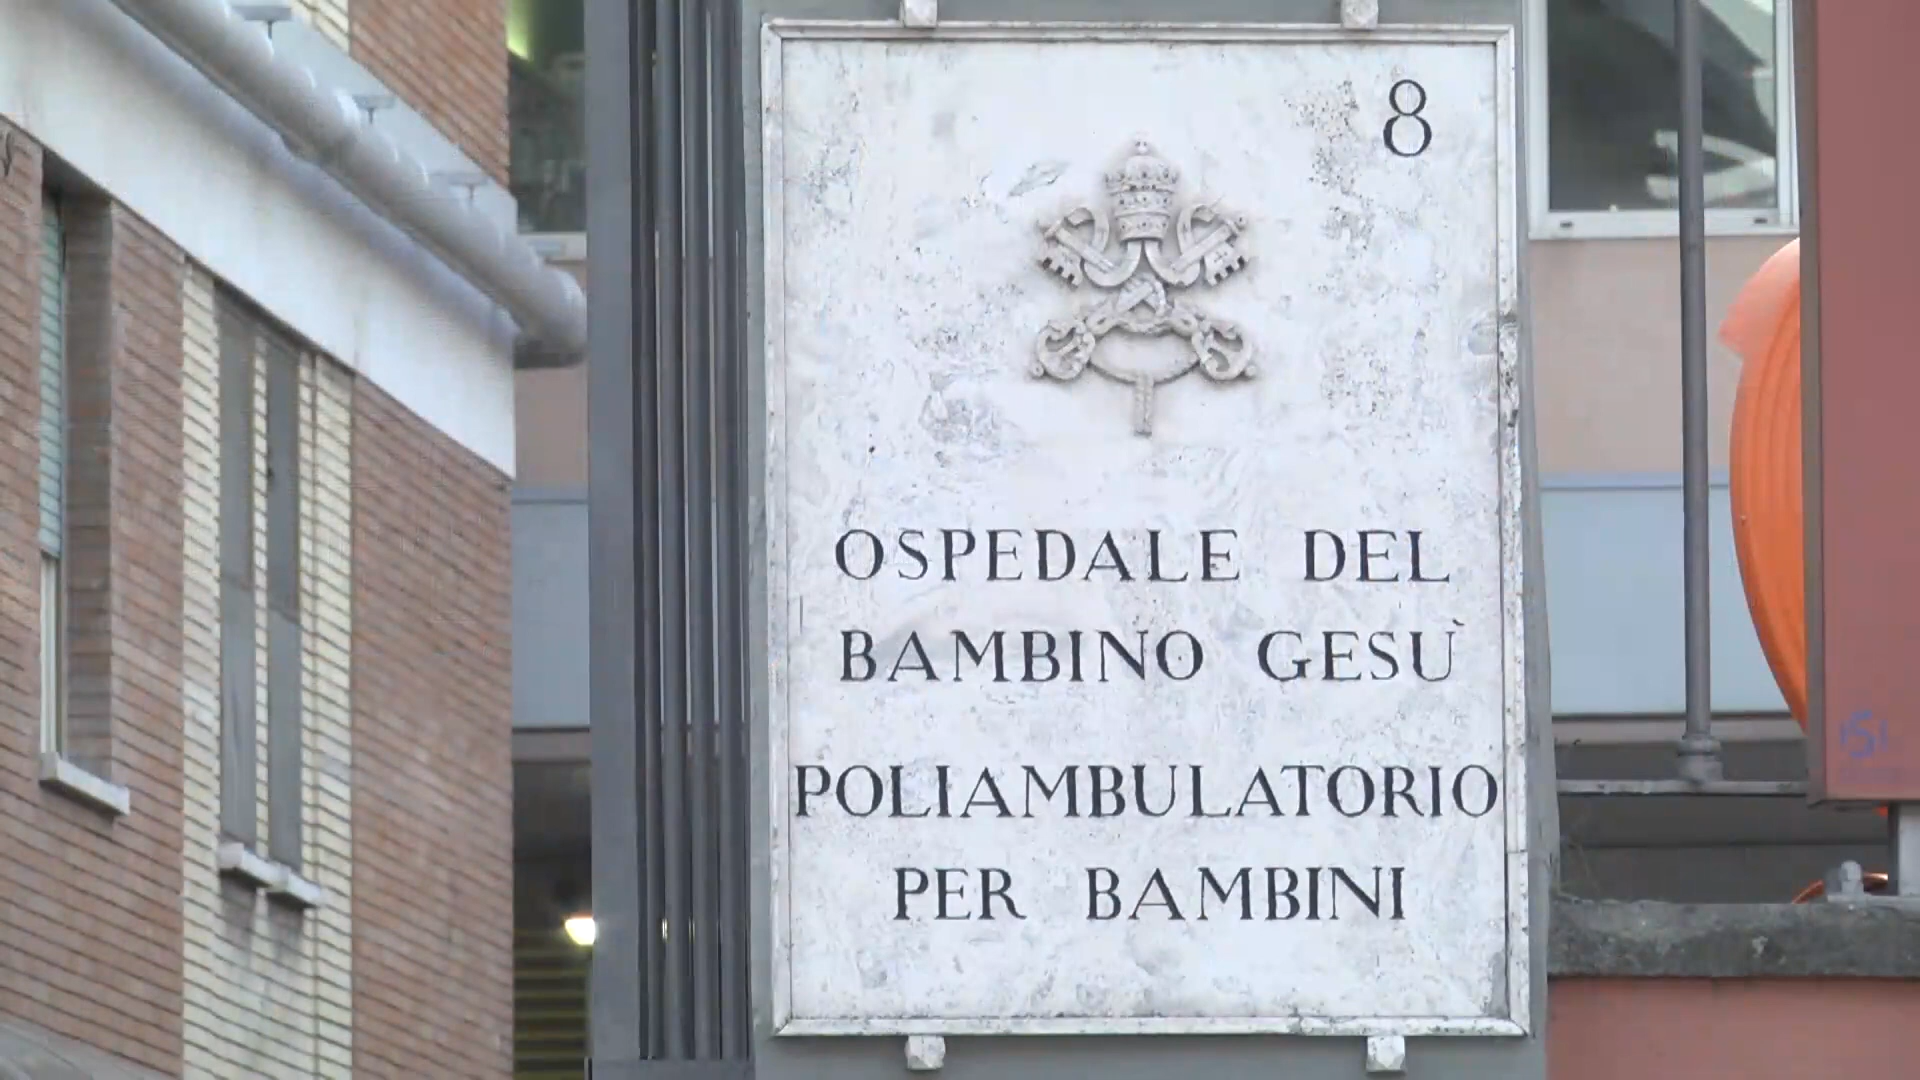 8
OSPEDALE DEL
BAMBINO GESÙ
POLIAMBULATORIO
PER BAMBINI